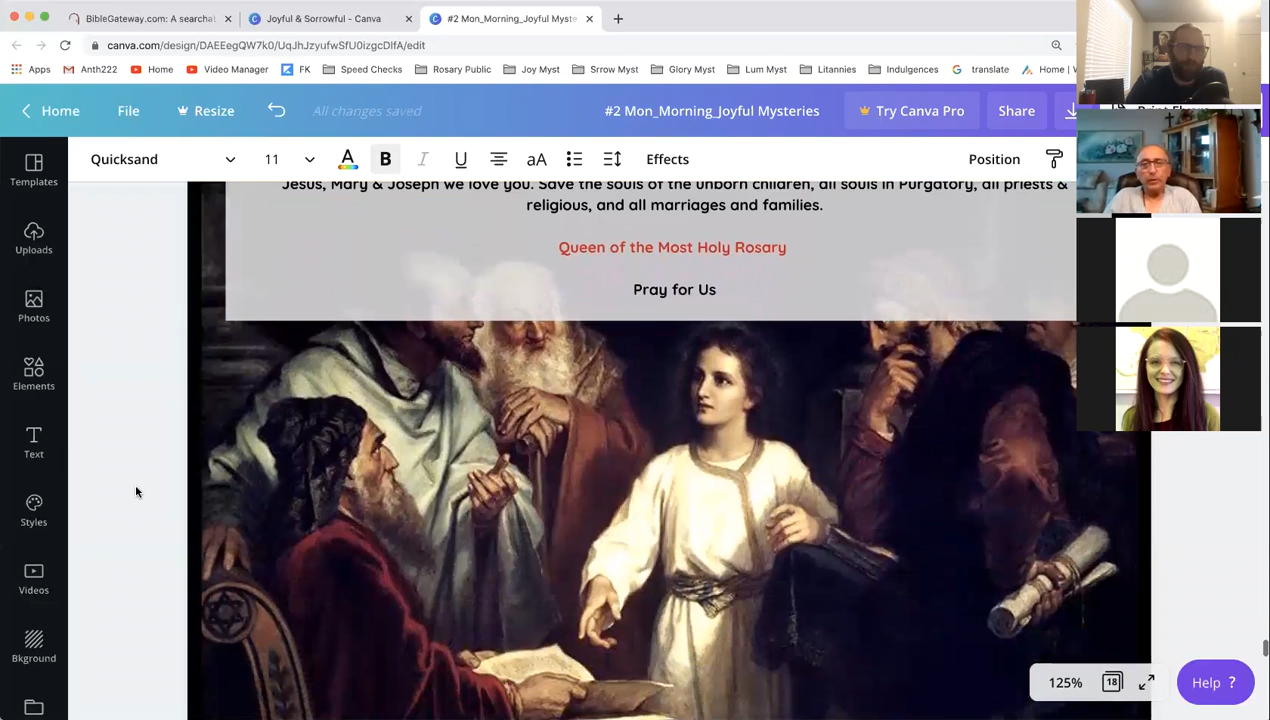 BibleGateway.com: A searchal
Joyful & Sorrowful - Canva
#2 Mon_Morning_Joyful Myste
canva.com/design/DAEEegQW7k0/UqJhJzyufwSfU0izgcDIfA/edit
Apps
Anth222
Home
Video Manager
FK
Speed Checks
Rosary Public
Joy Myst
Srrow Myst
Glory Myst
Lum Myst
Litannies
Indulgences
translate
Home | W
Home
File
Resize
All changes saved
#2 Mon_Morning_Joyful Mysteries
Try Canva Pro
Share
Quicksand
11
A
B
I
U
aA
Effects
Position
Templates
Uploads
Photos
Elements
Text
Styles
Videos
Bkground
Jesus, Mary & Joseph we love you. Save the souls of the unborn children, all souls in Purgatory, all priests &
religious, and all marriages and families.
Queen of the Most Holy Rosary
Pray for Us
125%
18
Help ?